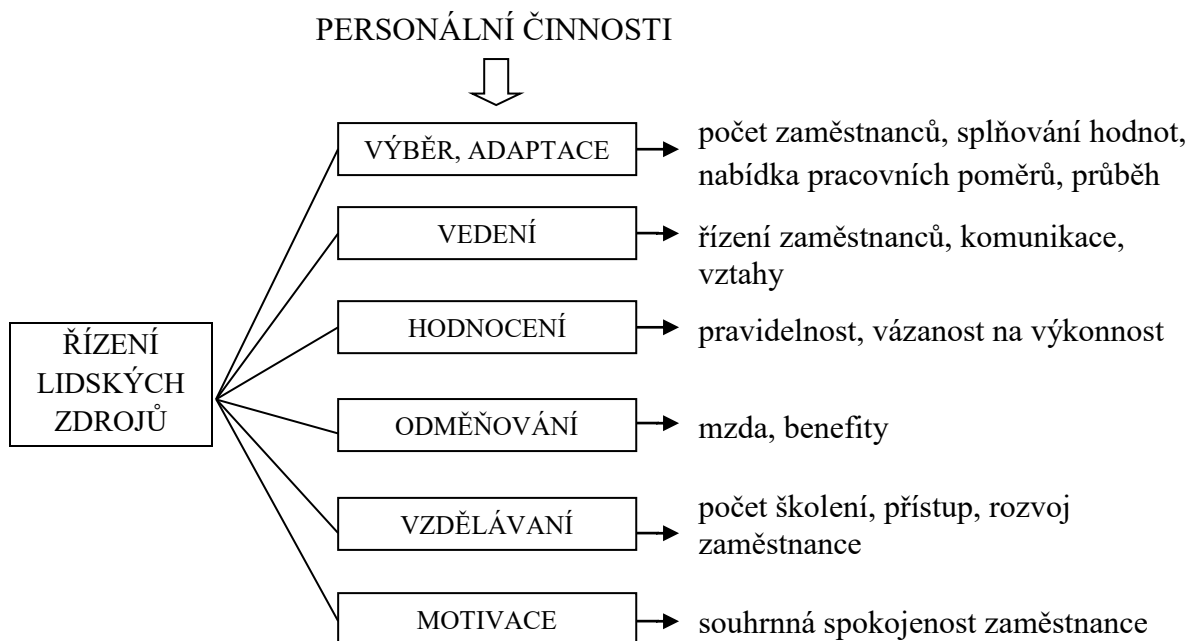 PERSONÁLNÍ ČINNOSTI
VÝBĚR, ADAPTACE
počet zaměstnanců, splňování hodnot,
nabídka pracovních poměrů, průběh
VEDENÍ
řízení zaměstnanců, komunikace,
vztahy
HODNOCENÍ
pravidelnost, vázanost na výkonnost
ŘÍZENÍ
LIDSKÝCH
ZDROJŮ
ODMĚŇOVÁNÍ
mzda, benefity
VZDĚLÁVANÍ
počet školení, přístup, rozvoj
zaměstnance
MOTIVACE
souhrnná spokojenost zaměstnance